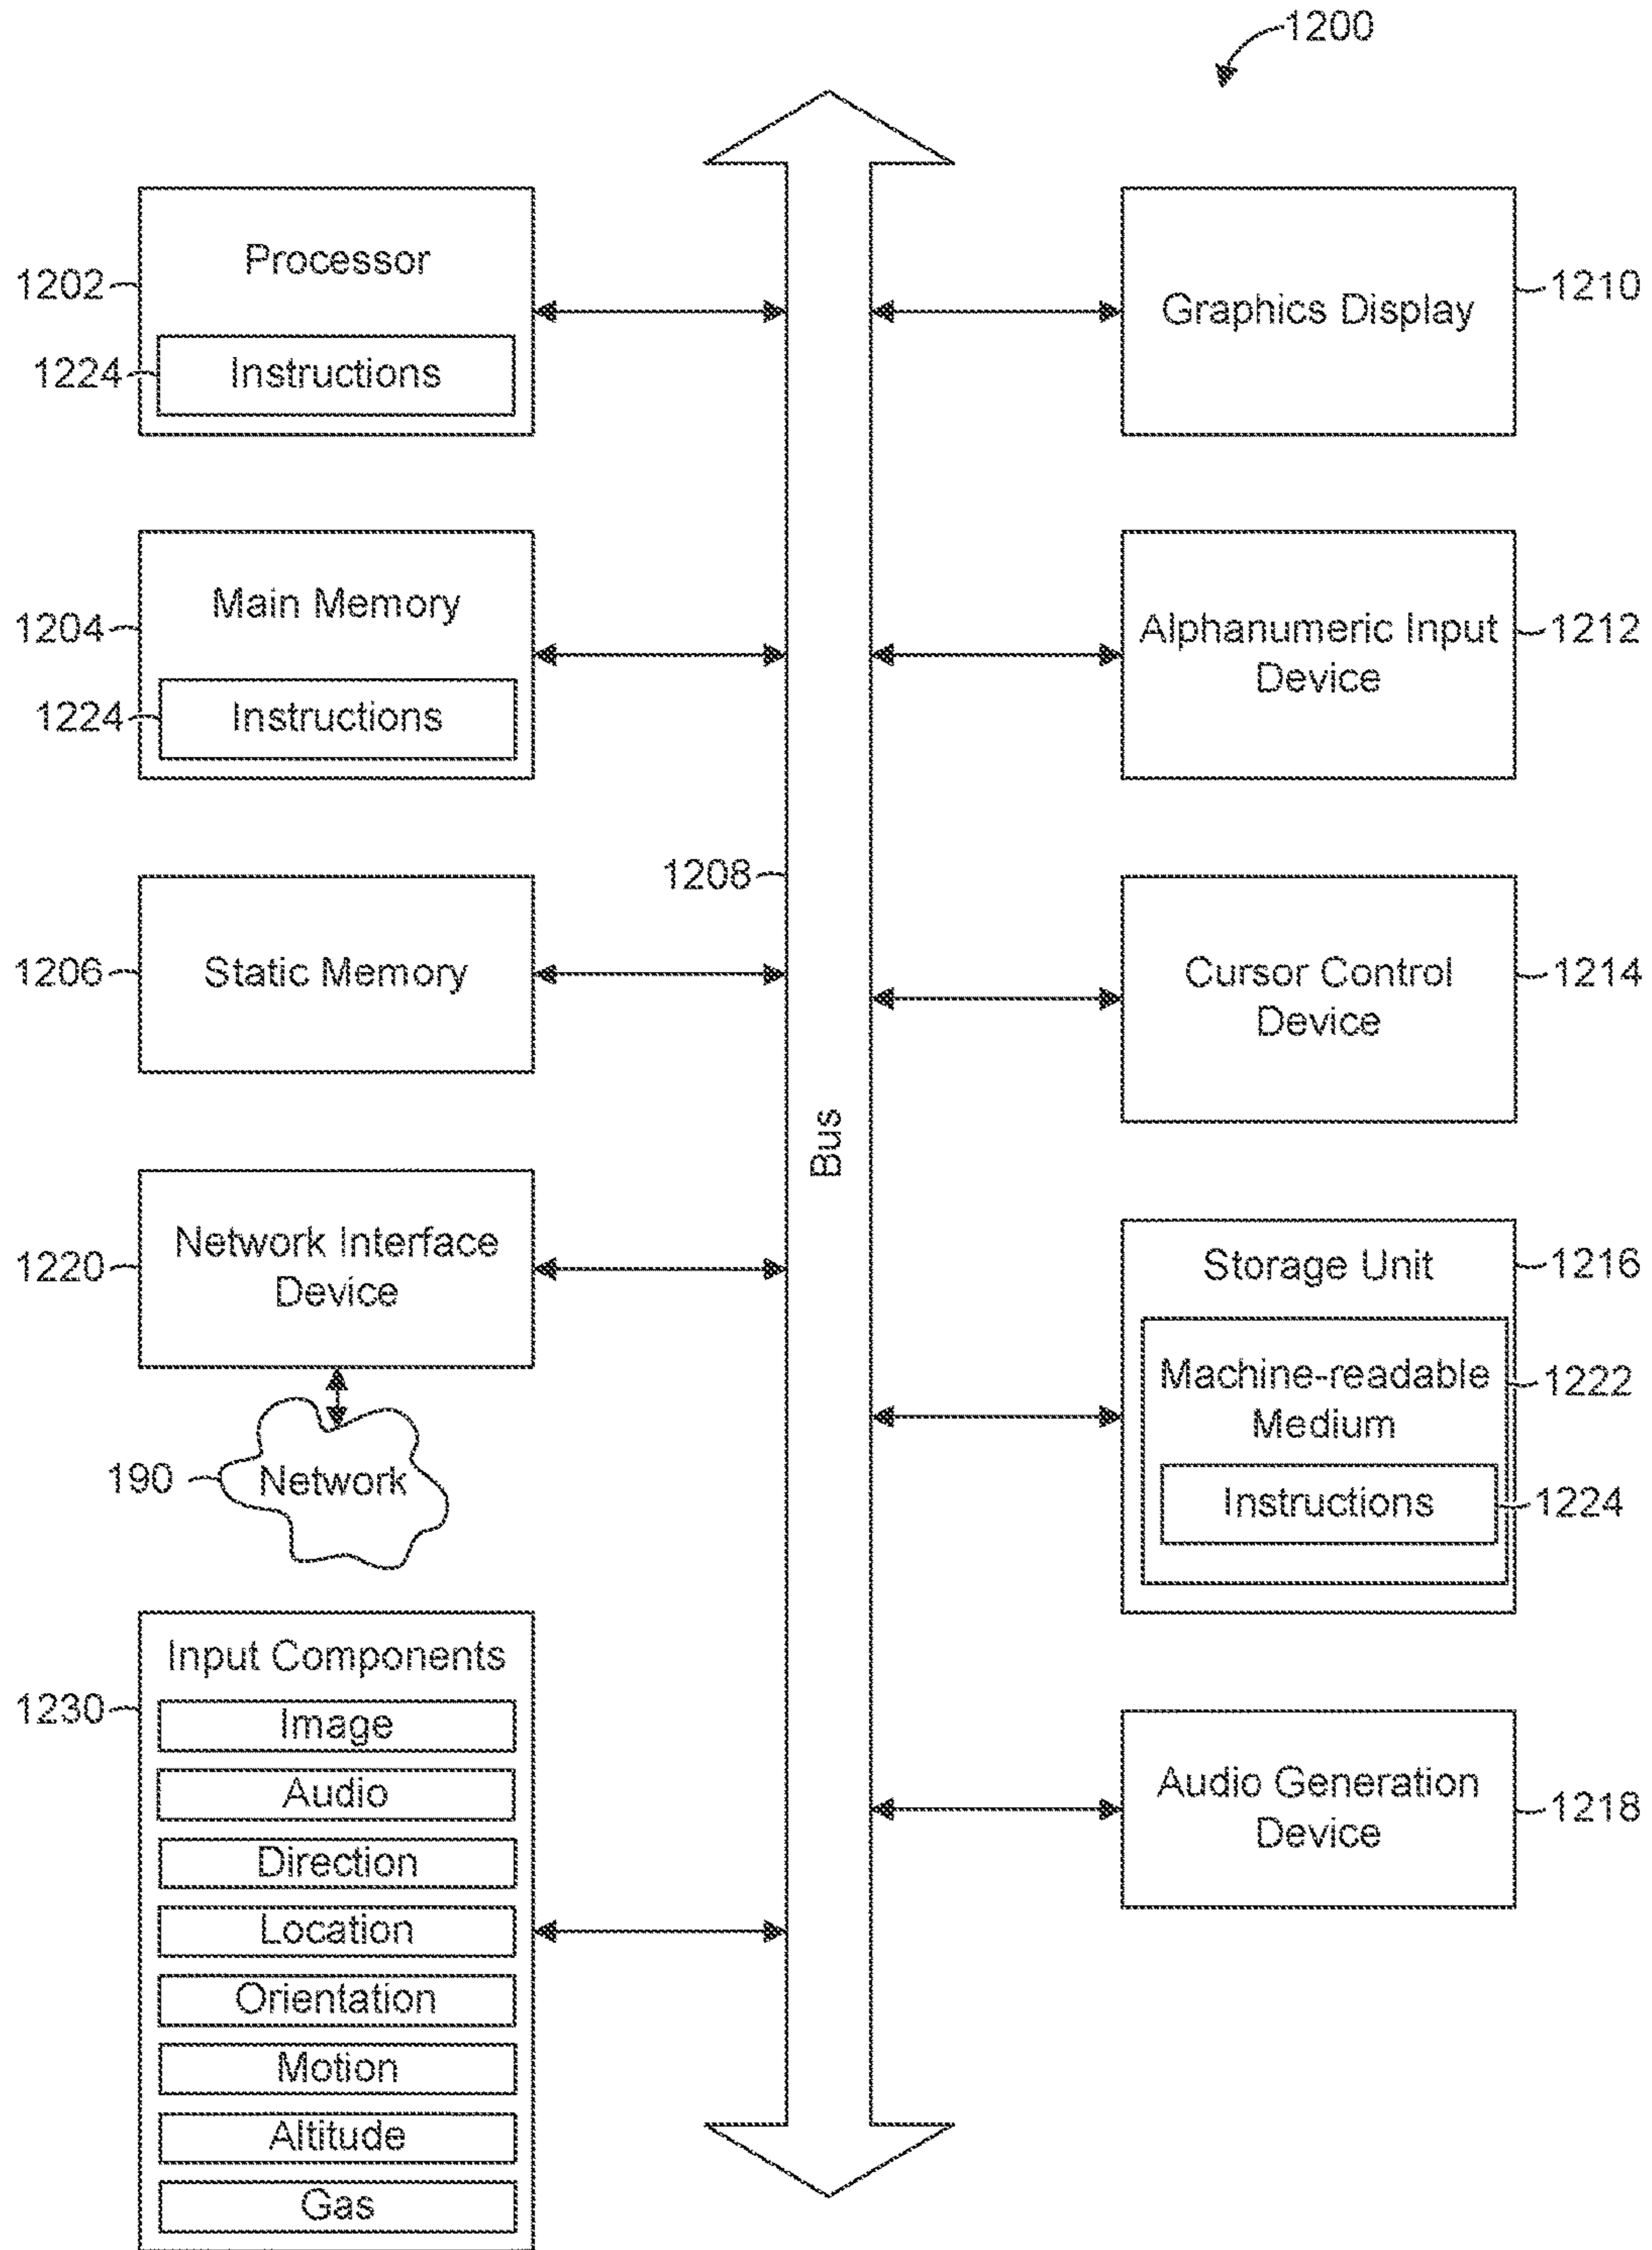 1200
Processor
1202
1224
Instructions
Main Memory
1204
1224
Instructions
1206
Static Memory
1220
Network Interface
Device
190
Network
1230
Input Components
Image
Audio
Direction
Location
Orientation
Motion
Altitude
Gas
1208
Bus
Graphics Display
1210
Alphanumeric Input
Device
1212
Cursor Control
Device
1214
Storage Unit
1216
Machine-readable
Medium
1222
Instructions
1224
Audio Generation
Device
1218